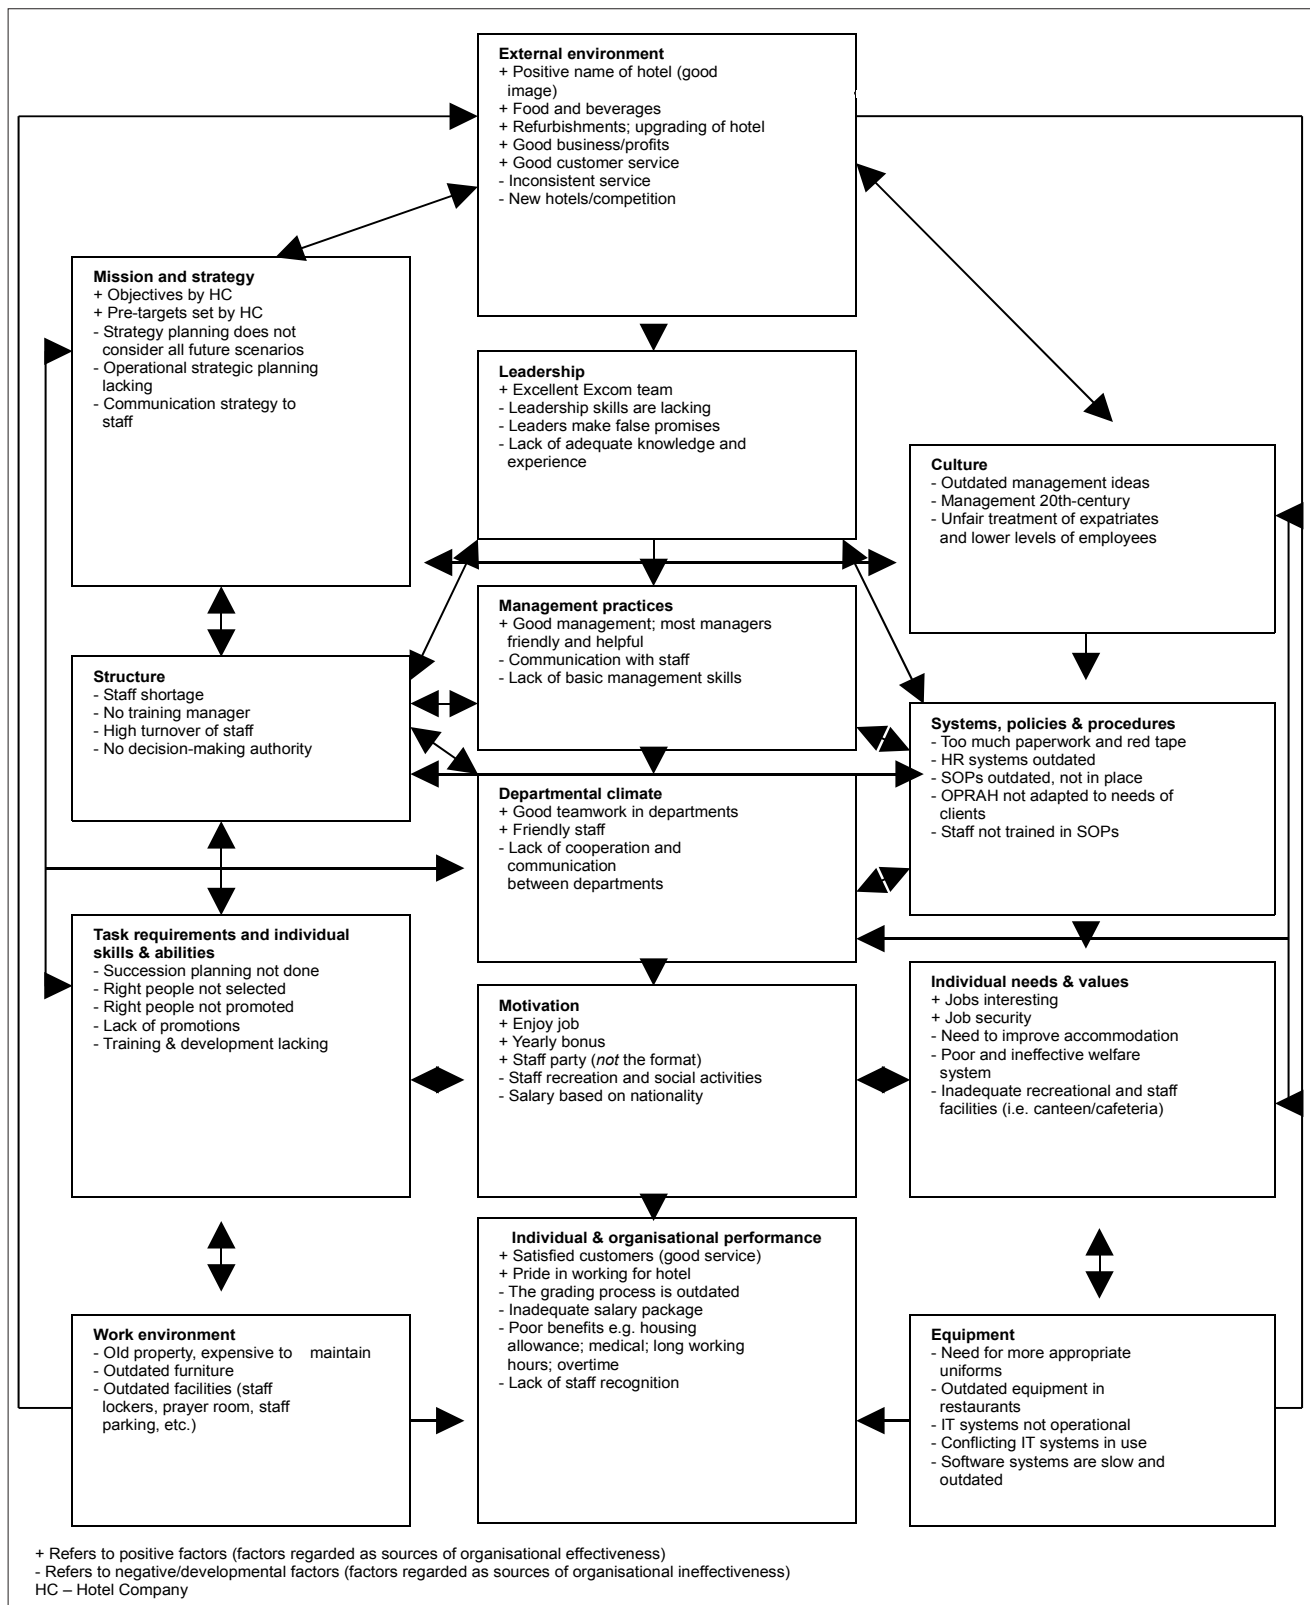 External environment
+ Positive name of hotel (good
image)
+ Food and beverages
+ Refurbishments; upgrading of hotel
+ Good business/profits
+ Good customer service
- Inconsistent service
- New hotels/competition
Mission and strategy
+ Objectives by HC
+ Pre-targets set by HC
- Strategy planning does not
consider all future scenarios
- Operational strategic planning
lacking
- Communication strategy to
staff
Leadership
+ Excellent Excom team
- Leadership skills are lacking
- Leaders make false promises
- Lack of adequate knowledge and
experience
Culture
- Outdated management ideas
- Management 20th-century
- Unfair treatment of expatriates
and lower levels of employees
Management practices
+ Good management; most managers
friendly and helpful
- Communication with staff
- Lack of basic management skills
Structure
- Staff shortage
- No training manager
- High turnover of staff
- No decision-making authority
Systems, policies & procedures
- Too much paperwork and red tape
- HR systems outdated
- SOPs outdated, not in place
- OPRAH not adapted to needs of
clients
- Staff not trained in SOPs
Departmental climate
+ Good teamwork in departments
+ Friendly staff
- Lack of cooperation and
communication
between departments
Task requirements and individual
skills & abilities
- Succession planning not done
- Right people not selected
- Right people not promoted
- Lack of promotions
- Training & development lacking
Motivation
+ Enjoy job
+ Yearly bonus
+ Staff party (not the format)
- Staff recreation and social activities
- Salary based on nationality
Individual needs & values
+ Jobs interesting
+ Job security
- Need to improve accommodation
- Poor and ineffective welfare
system
- Inadequate recreational and staff
facilities (i.e. canteen/cafeteria)
Individual & organisational performance
+ Satisfied customers (good service)
+ Pride in working for hotel
- The grading process is outdated
- Inadequate salary package
- Poor benefits e.g. housing
allowance; medical; long working
hours; overtime
- Lack of staff recognition
Work environment
- Old property, expensive to maintain
- Outdated furniture
- Outdated facilities (staff
lockers, prayer room, staff
parking, etc.)
Equipment
- Need for more appropriate
uniforms
- Outdated equipment in
restaurants
- IT systems not operational
- Conflicting IT systems in use
- Software systems are slow and
outdated
+ Refers to positive factors (factors regarded as sources of organisational effectiveness)
- Refers to negative/developmental factors (factors regarded as sources of organisational ineffectiveness)
HC – Hotel Company